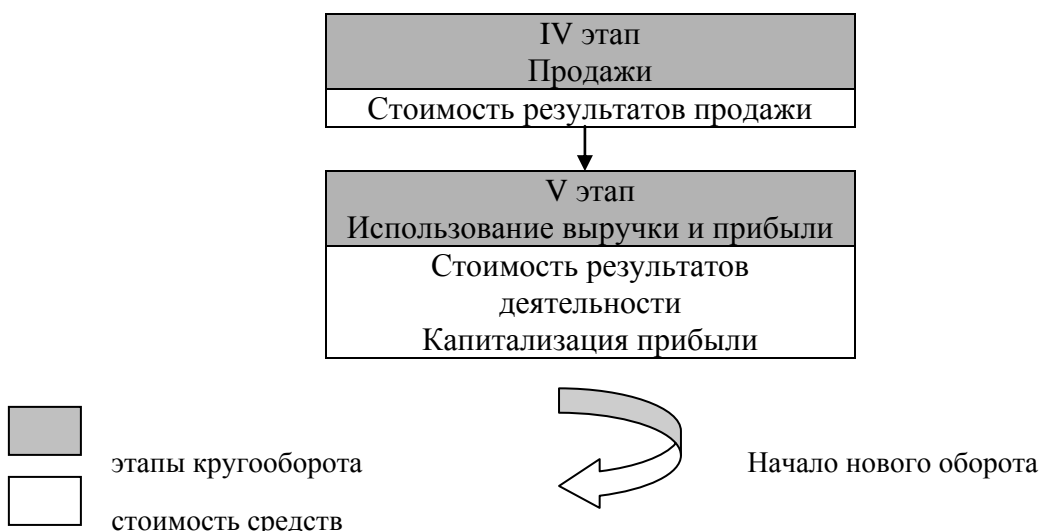 IV этап
Продажи
Стоимость результатов продажи
V этап
Использование выручки и прибыли
Стоимость результатов
деятельности
Капитализация прибыли
этапы кругооборота
Начало нового оборота
стоимость средств